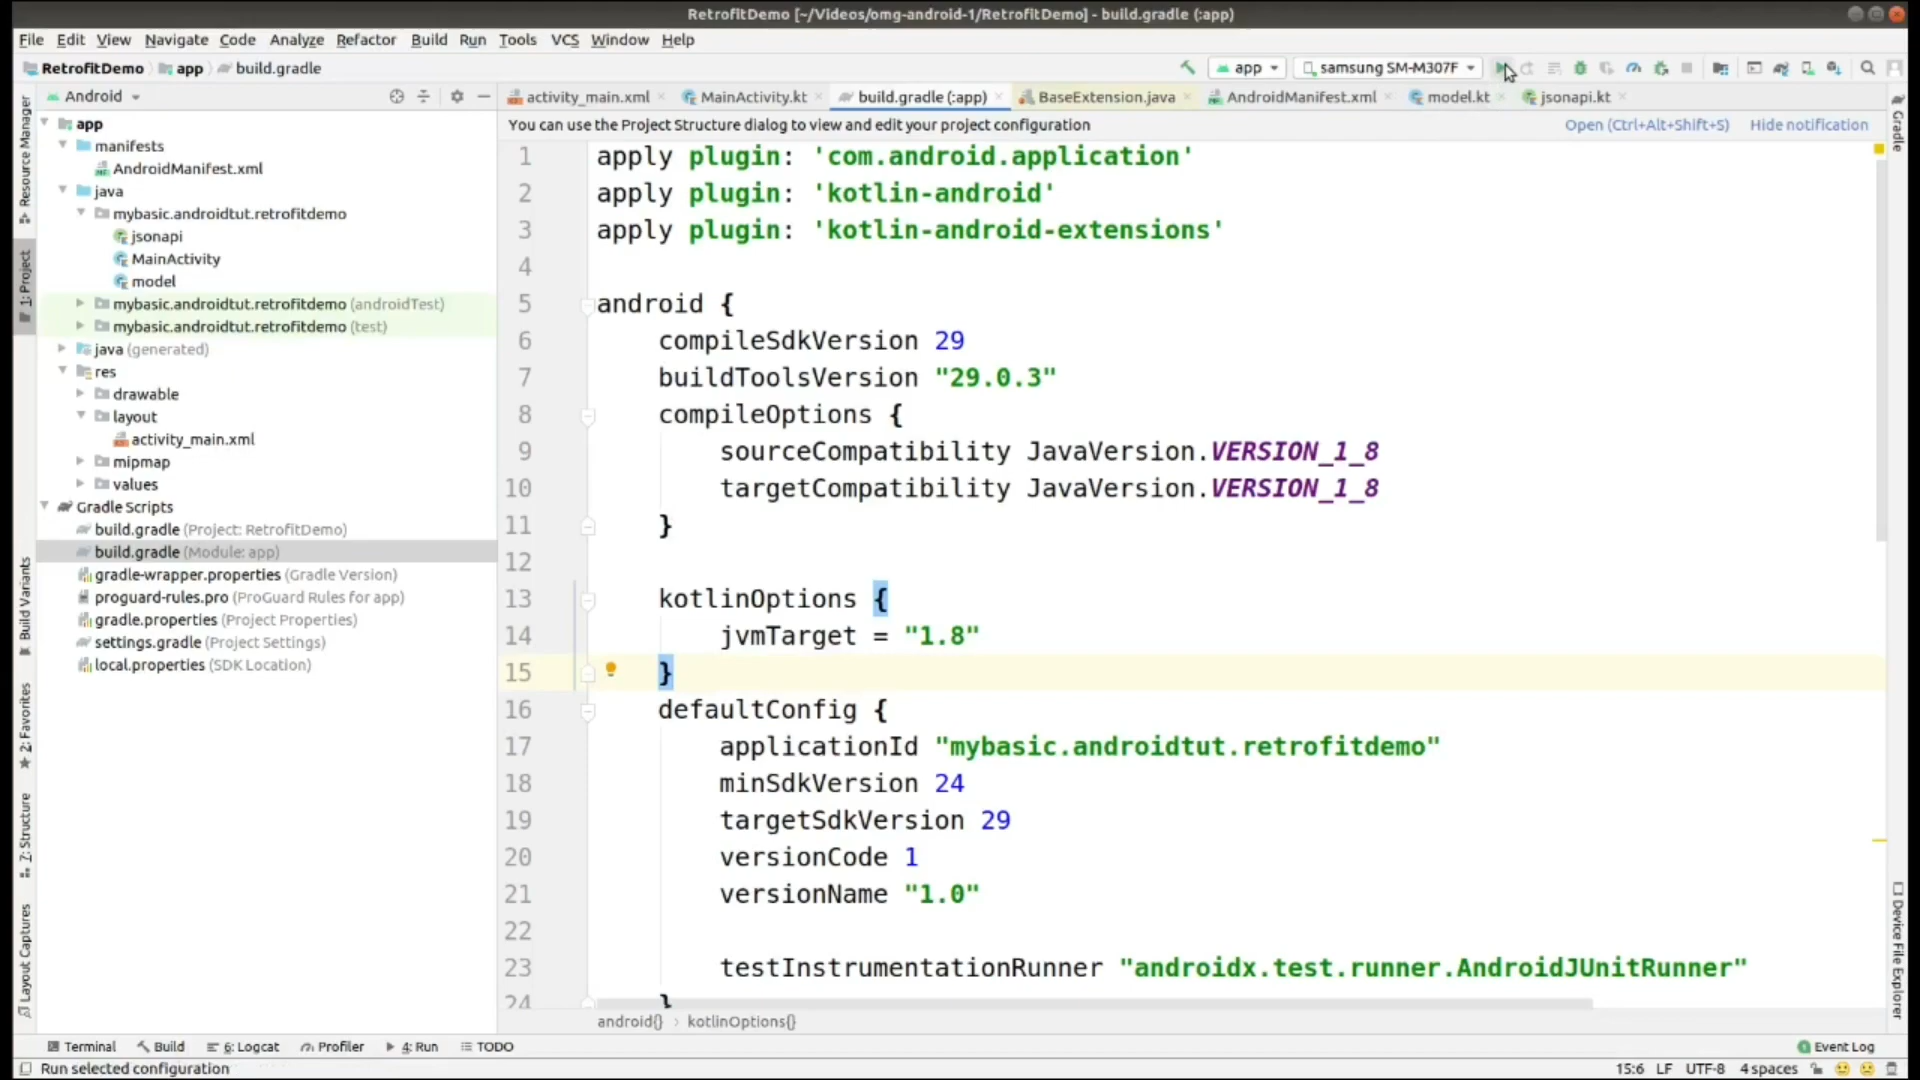 RetrofitDemo [~/Videos/omg-android-1/RetrofitDemo] - build.gradle (:app)
File Edit View Navigate Code Analyze Refactor Build Run Tools VCS Window Help
RetrofitDemo app build.gradle
app samsung SM-M307F
Android
activity_main.xml MainActivity.kt build.gradle (:app) BaseExtension.java AndroidManifest.xml model.kt jsonapi.kt
You can use the Project Structure dialog to view and edit your project configuration
Open (Ctrl+Alt+Shift+S) Hide notification
Resource Manager
1: Project
Build Variants
2: Favorites
7: Structure
Layout Captures
app
manifests
AndroidManifest.xml
java
mybasic.androidtut.retrofitdemo
jsonapi
MainActivity
model
mybasic.androidtut.retrofitdemo (androidTest)
mybasic.androidtut.retrofitdemo (test)
java (generated)
res
drawable
layout
activity_main.xml
mipmap
values
Gradle Scripts
build.gradle (Project: RetrofitDemo)
build.gradle (Module: app)
gradle-wrapper.properties (Gradle Version)
proguard-rules.pro (ProGuard Rules for app)
gradle.properties (Project Properties)
settings.gradle (Project Settings)
local.properties (SDK Location)
1 apply plugin: 'com.android.application'
2 apply plugin: 'kotlin-android'
3 apply plugin: 'kotlin-android-extensions'
4
5 android {
6 compileSdkVersion 29
7 buildToolsVersion "29.0.3"
8 compileOptions {
9 sourceCompatibility JavaVersion.VERSION_1_8
10 targetCompatibility JavaVersion.VERSION_1_8
11 }
12
13 kotlinOptions {
14 jvmTarget = "1.8"
15 }
16 defaultConfig {
17 applicationId "mybasic.androidtut.retrofitdemo"
18 minSdkVersion 24
19 targetSdkVersion 29
20 versionCode 1
21 versionName "1.0"
22
23 testInstrumentationRunner "androidx.test.runner.AndroidJUnitRunner"
24 }
android{} › kotlinOptions{}
Gradle
Device File Explorer
Terminal Build 6: Logcat Profiler 4: Run TODO
Event Log
Run selected configuration
15:6 LF UTF-8 4 spaces